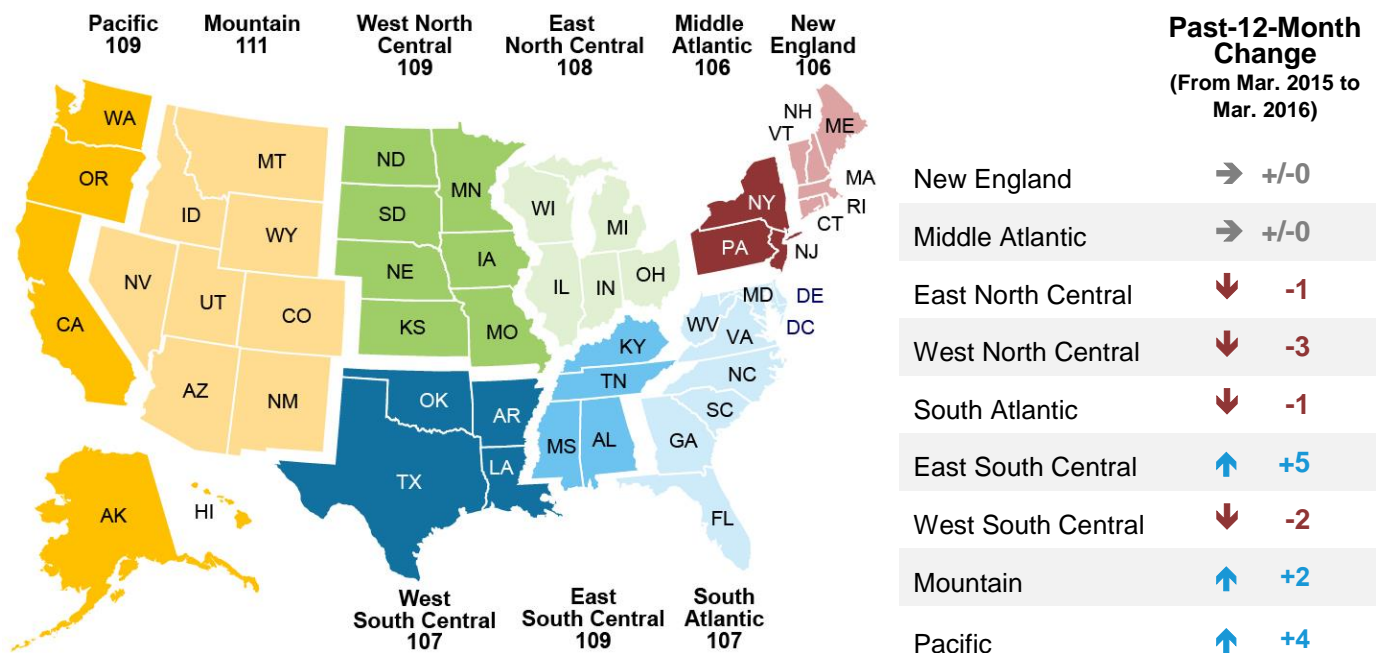 Pacific
109
Mountain
111
West North
Central
109
East
North Central
108
Middle
Atlantic
106
New
England
106
WA
OR
CA
AK
HI
MT
ID
WY
NV
UT
CO
AZ
NM
ND
MN
SD
NE
IA
KS
MO
WI
MI
IL
IN
OH
NY
PA
NJ
NH
VT
ME
MA
RI
CT
MD
DE
DC
WV
VA
NC
SC
GA
FL
KY
TN
MS
AL
OK
AR
TX
LA
West
South Central
107
East
South Central
109
South
Atlantic
107
Past-12-Month
Change
(From Mar. 2015 to
Mar. 2016)
New England ➔ +/-0
Middle Atlantic ➔ +/-0
East North Central 🡫 -1
West North Central 🡫 -3
South Atlantic 🡫 -1
East South Central 🡩 +5
West South Central 🡫 -2
Mountain 🡩 +2
Pacific 🡩 +4